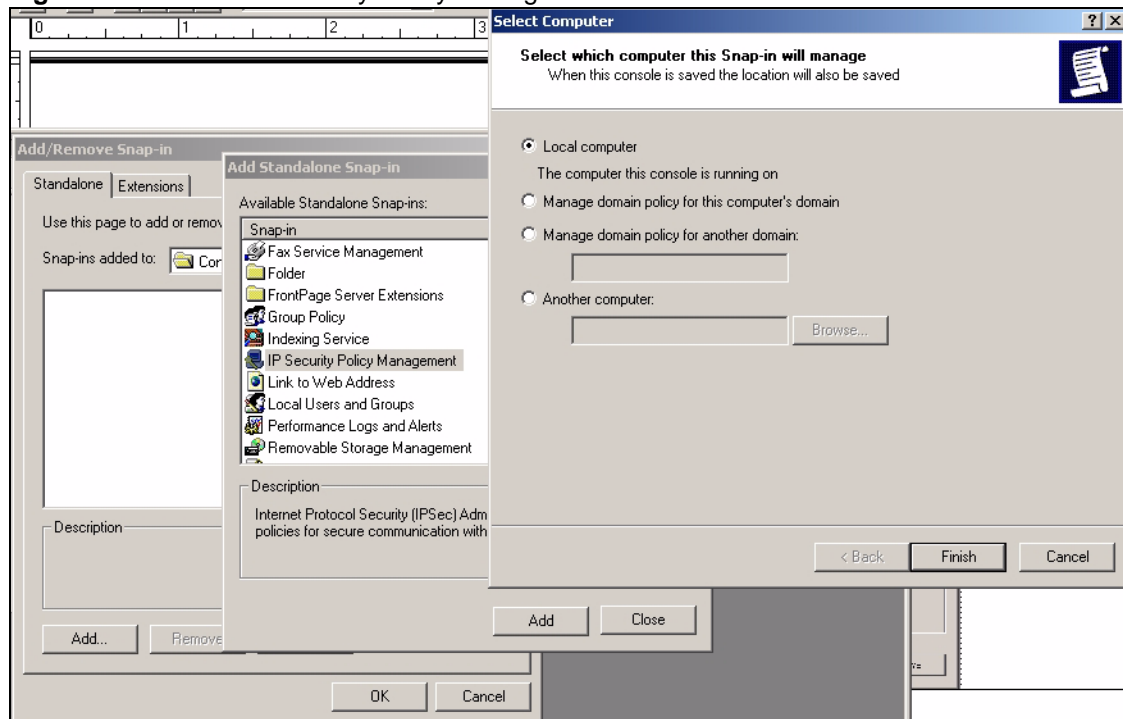 0 1 2 3
Select Computer
Select which computer this Snap-in will manage
When this console is saved the location will also be saved
Local computer
The computer this console is running on
Manage domain policy for this computer's domain
Manage domain policy for another domain:
Another computer:
Browse...
< Back
Finish
Cancel
Add/Remove Snap-in
Standalone
Extensions
Use this page to add or
Snap-ins added to:
Description
Add...
Remove
OK
Cancel
Add Standalone Snap-in
Available Standalone Snap-ins:
Snap-in
Fax Service Management
Folder
FrontPage Server Extensions
Group Policy
Indexing Service
IP Security Policy Management
Link to Web Address
Local Users and Groups
Performance Logs and Alerts
Removable Storage Management
Description
Internet Protocol Security (IPSec)
policies for secure communication with
Add
Close